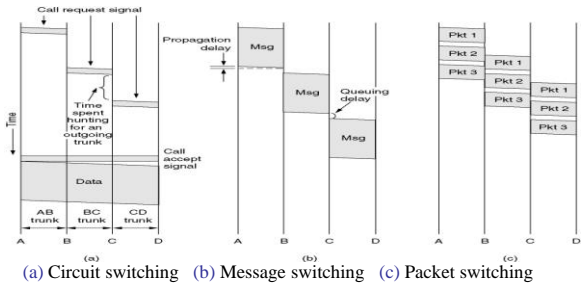 Call request signal
Propagation
delay
Msg
Msg
Queuing
delay
Msg
Pkt 1
Pkt 2
Pkt 3
Pkt 1
Pkt 2
Pkt 3
Pkt 1
Pkt 2
Pkt 3
Time
spent
hunting
for an
outgoing
trunk
Time
Call
accept
signal
Data
AB
trunk
BC
trunk
CD
trunk
A
B
C
D
A
B
C
D
A
B
C
D
(a)
(b)
(c)
(a) Circuit switching (b) Message switching (c) Packet switching